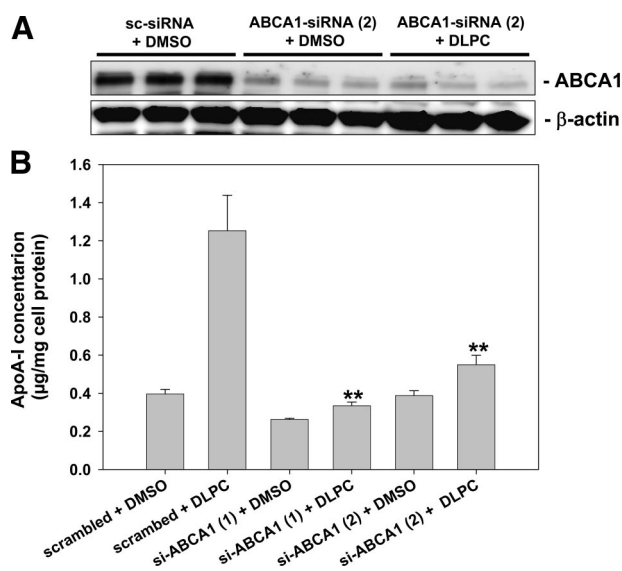 A
sc-siRNA
+ DMSO
ABCA1-siRNA (2)
+ DMSO
ABCA1-siRNA (2)
+ DLPC
- ABCA1
- β-actin
B
ApoA-I concentarion
(µg/mg cell protein)
1.6
1.4
1.2
1.0
0.8
0.6
0.4
0.2
0.0
**
**
scrambled + DMSO
scrambed + DLPC
si-ABCA1 (1) + DMSO
si-ABCA1 (1) + DLPC
si-ABCA1 (2) + DMSO
si-ABCA1 (2) + DLPC